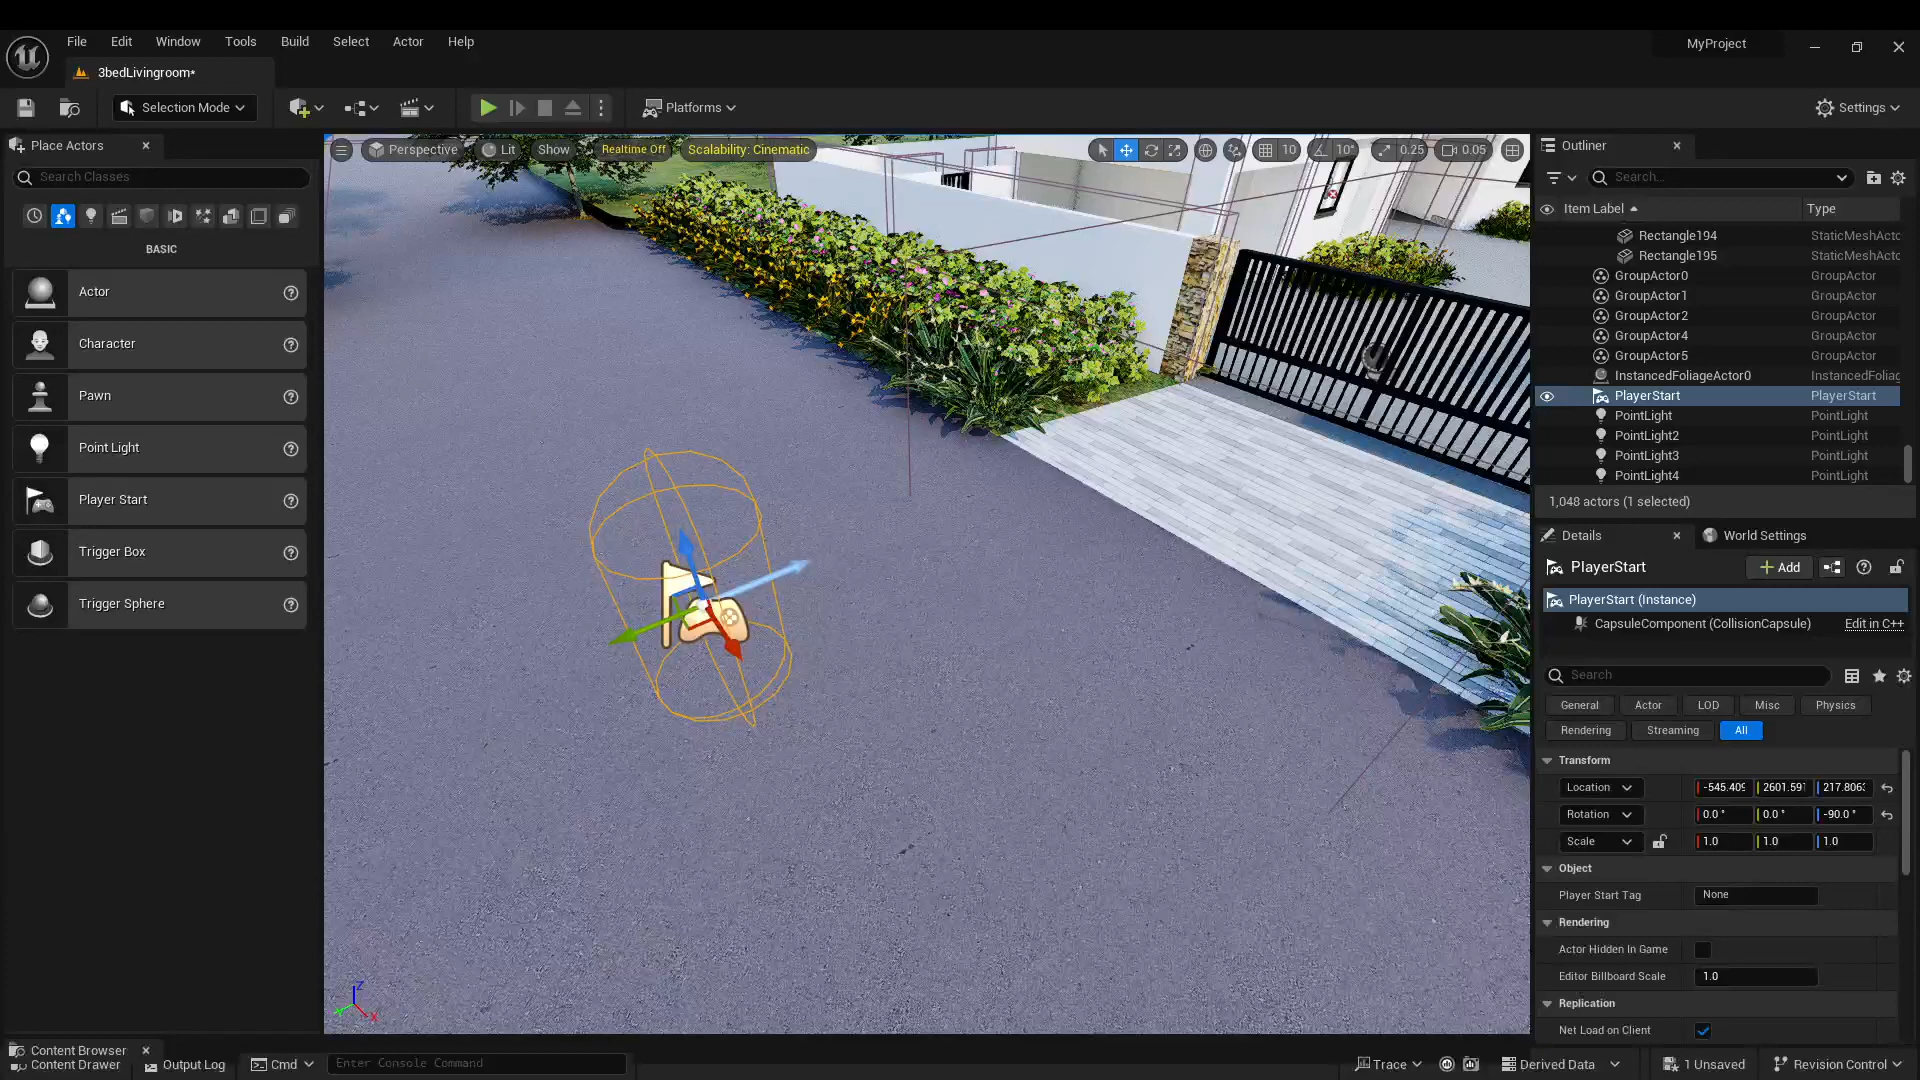 File Edit Window Tools Build Select Actor Help
MyProject
3bedLivingroom*
Selection Mode
Platforms
Settings
Place Actors
Search Classes
BASIC
Actor
Character
Pawn
Point Light
Player Start
Trigger Box
Trigger Sphere
Perspective Lit Show Realtime Off Scalability: Cinematic
10 10° 0.25 0.05
Z
X
Outliner
Search...
Item Label Type
Rectangle194 StaticMeshActo
Rectangle195 StaticMeshActo
GroupActor0 GroupActor
GroupActor1 GroupActor
GroupActor2 GroupActor
GroupActor4 GroupActor
GroupActor5 GroupActor
InstancedFoliageActor0 InstancedFoliag
PlayerStart PlayerStart
PointLight PointLight
PointLight2 PointLight
PointLight3 PointLight
PointLight4 PointLight
1,048 actors (1 selected)
Details World Settings
PlayerStart Add
PlayerStart (Instance)
CapsuleComponent (CollisionCapsule) Edit in C++
Search
General Actor LOD Misc Physics
Rendering Streaming All
Transform
Location -545.409 2601.591 217.806
Rotation 0.0 ° 0.0 ° -90.0 °
Scale 1.0 1.0 1.0
Object
Player Start Tag None
Rendering
Actor Hidden In Game
Editor Billboard Scale 1.0
Replication
Net Load on Client
Content Browser
Content Drawer Output Log Cmd Enter Console Command
Trace Derived Data 1 Unsaved Revision Control